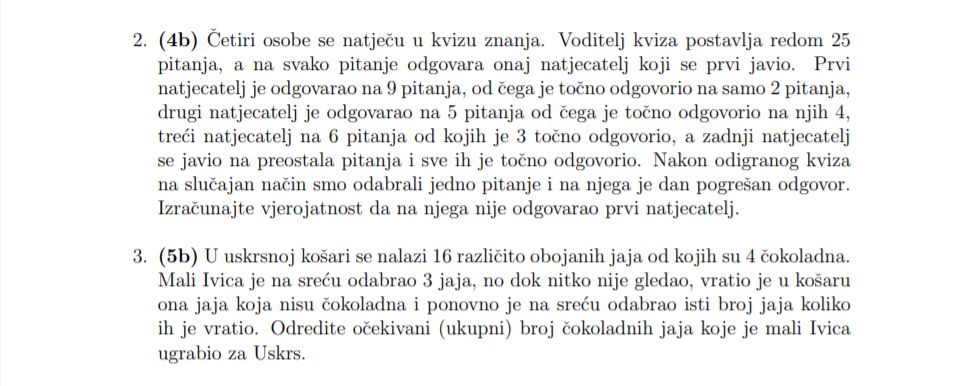 2. (4b) Četiri osobe se natječu u kvizu znanja. Voditelj kviza postavlja redom 25
pitanja, a na svako pitanje odgovara onaj natjecatelj koji se prvi javio. Prvi
natjecatelj je odgovarao na 9 pitanja, od čega je točno odgovorio na samo 2 pitanja,
drugi natjecatelj je odgovarao na 5 pitanja od čega je točno odgovorio na njih 4,
treći natjecatelj na 6 pitanja od kojih je 3 točno odgovorio, a zadnji natjecatelj
se javio na preostala pitanja i sve ih je točno odgovorio. Nakon odigranog kviza
na slučajan način smo odabrali jedno pitanje i na njega je dan pogrešan odgovor.
Izračunajte vjerojatnost da na njega nije odgovarao prvi natjecatelj.
3. (5b) U uskrsnoj košari se nalazi 16 različito obojanih jaja od kojih su 4 čokoladna.
Mali Ivica je na sreću odabrao 3 jaja, no dok nitko nije gledao, vratio je u košaru
ona jaja koja nisu čokoladna i ponovno je na sreću odabrao isti broj jaja koliko
ih je vratio. Odredite očekivani (ukupni) broj čokoladnih jaja koje je mali Ivica
ugrabio za Uskrs.